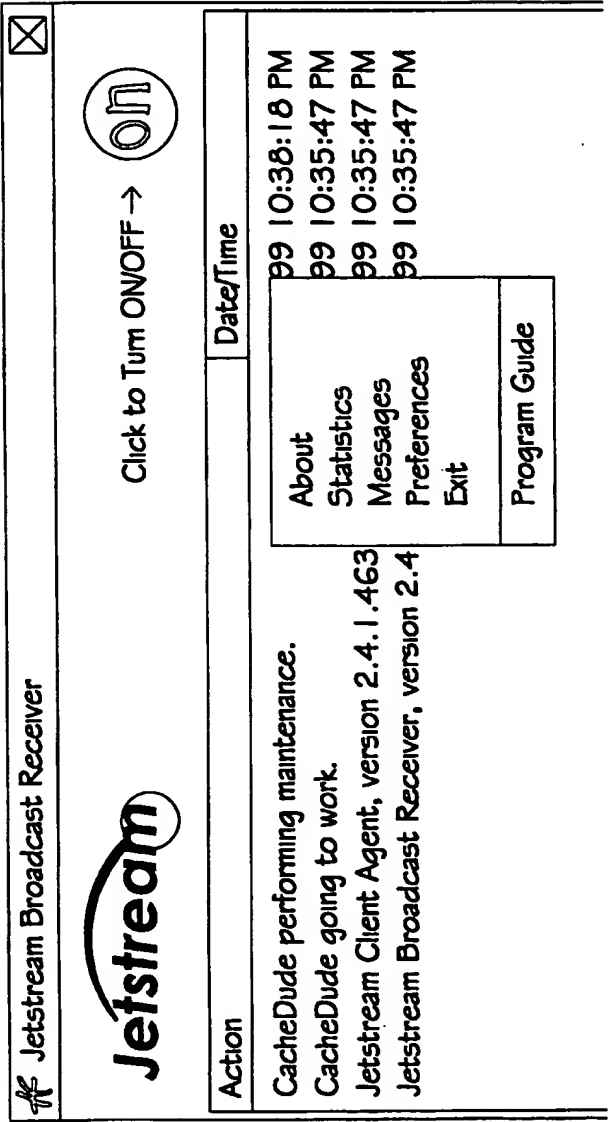 Jetstream Broadcast Receiver
Jetstream
Click to Turn ON/OFF → on
Action Date/Time
CacheDude performing maintenance. 99 10:38:18 PM
CacheDude going to work. 99 10:35:47 PM
Jetstream Client Agent, version 2.4.1.463 99 10:35:47 PM
Jetstream Broadcast Receiver, version 2.4 99 10:35:47 PM
About
Statistics
Messages
Preferences
Exit
Program Guide